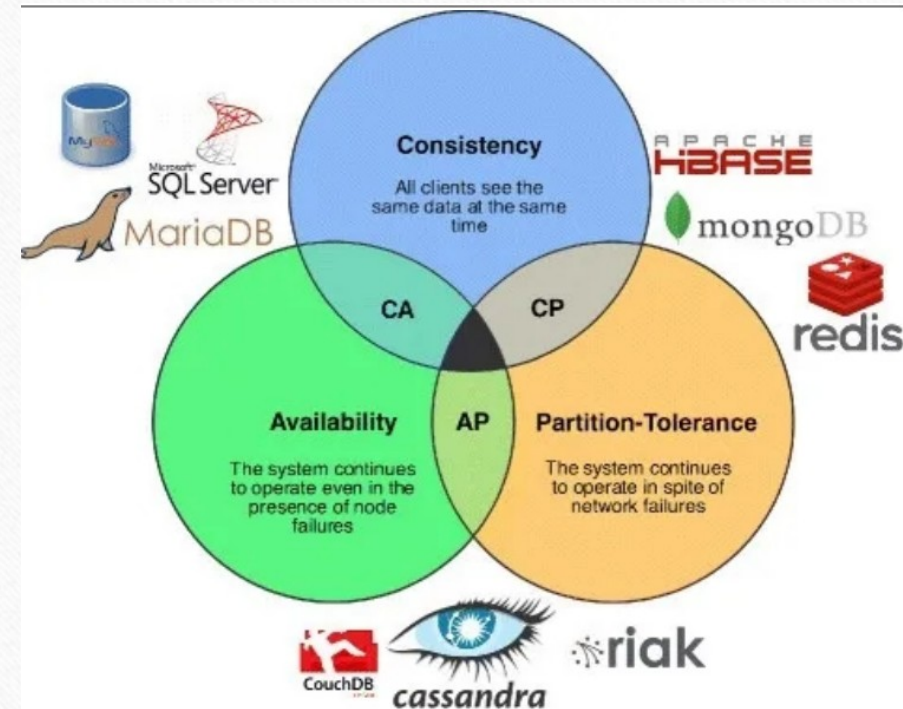 Consistency
All clients see the
same data at the same
time
MySQL
Microsoft®
SQL Server
MariaDB
APACHE
HBASE
mongoDB
redis
CA
CP
AP
Availability
The system continues
to operate even in the
presence of node
failures
Partition-Tolerance
The system continues
to operate in spite of
network failures
CouchDB
cassandra
riak